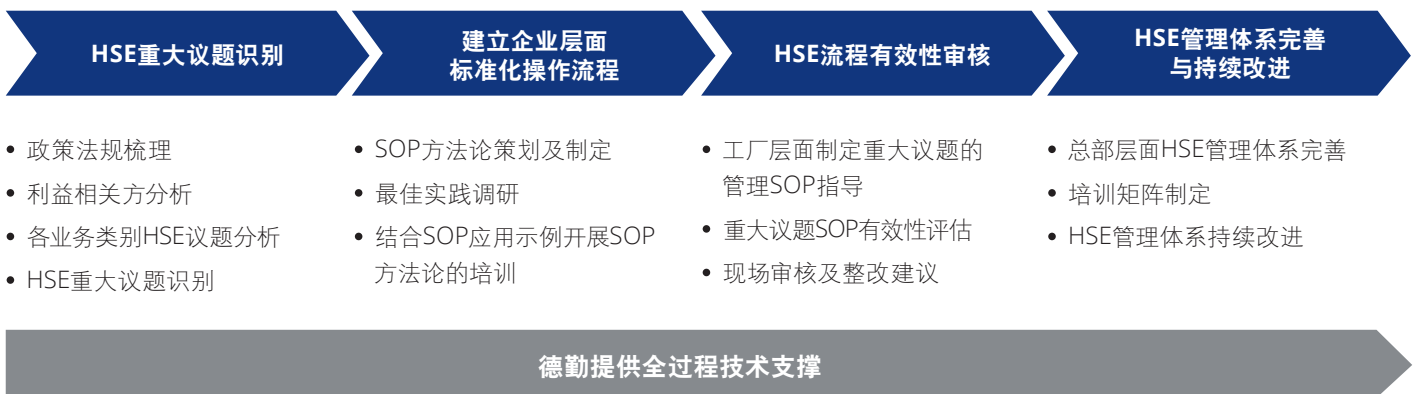 HSE重大议题识别
建立企业层面
标准化操作流程
HSE流程有效性审核
HSE管理体系完善
与持续改进
• 政策法规梳理
• 利益相关方分析
• 各业务类别HSE议题分析
• HSE重大议题识别
• SOP方法论策划及制定
• 最佳实践调研
• 结合SOP应用示例开展SOP
方法论的培训
• 工厂层面制定重大议题的
管理SOP指导
• 重大议题SOP有效性评估
• 现场审核及整改建议
• 总部层面HSE管理体系完善
• 培训矩阵制定
• HSE管理体系持续改进
德勤提供全过程技术支撑